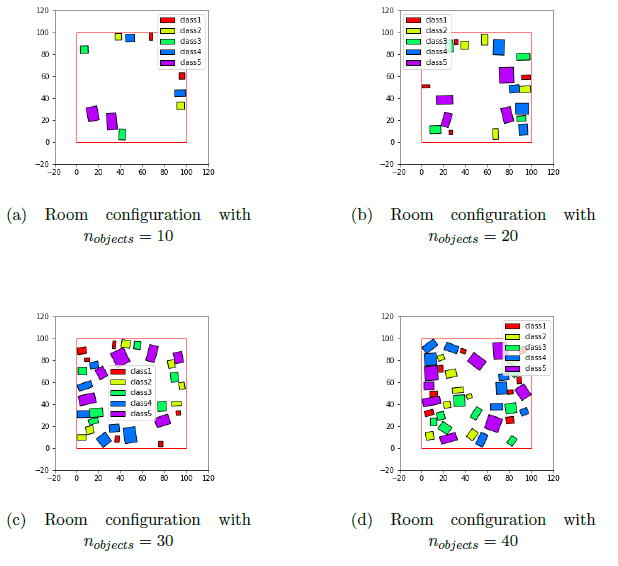 120
100
80
60
40
20
0
−20
−20 0 20 40 60 80 100 120
class1
class2
class3
class4
class5
120
100
80
60
40
20
0
−20
−20 0 20 40 60 80 100 120
class1
class2
class3
class4
class5
(a) Room configuration with
n_objects = 10
(b) Room configuration with
n_objects = 20
120
100
80
60
40
20
0
−20
−20 0 20 40 60 80 100 120
class1
class2
class3
class4
class5
120
100
80
60
40
20
0
−20
−20 0 20 40 60 80 100 120
class1
class2
class3
class4
class5
(c) Room configuration with
n_objects = 30
(d) Room configuration with
n_objects = 40